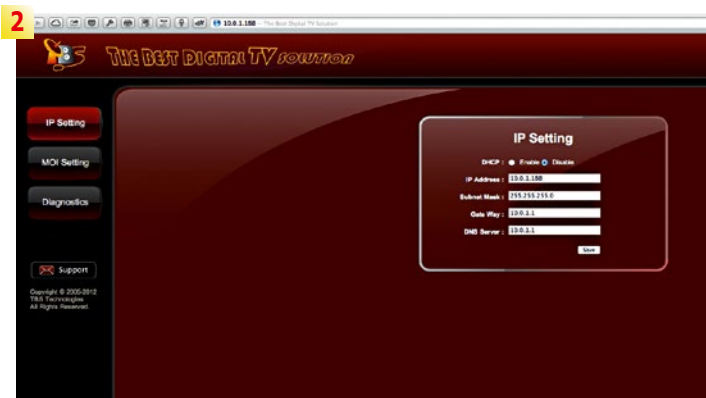 2
10.0.1.188 – The Best Digital TV Solution
TBS THE BEST DIGITAL TV SOLUTION
IP Setting
MOI Setting
Diagnostics
Support
Copyright © 2005-2012
TBS Technologies
All Rights Reserved.
IP Setting
DHCP : Enable Disable
IP Address : 10.0.1.188
Subnet Mask : 255.255.255.0
Gate Way : 10.0.1.1
DNS Server : 10.0.1.1
Save